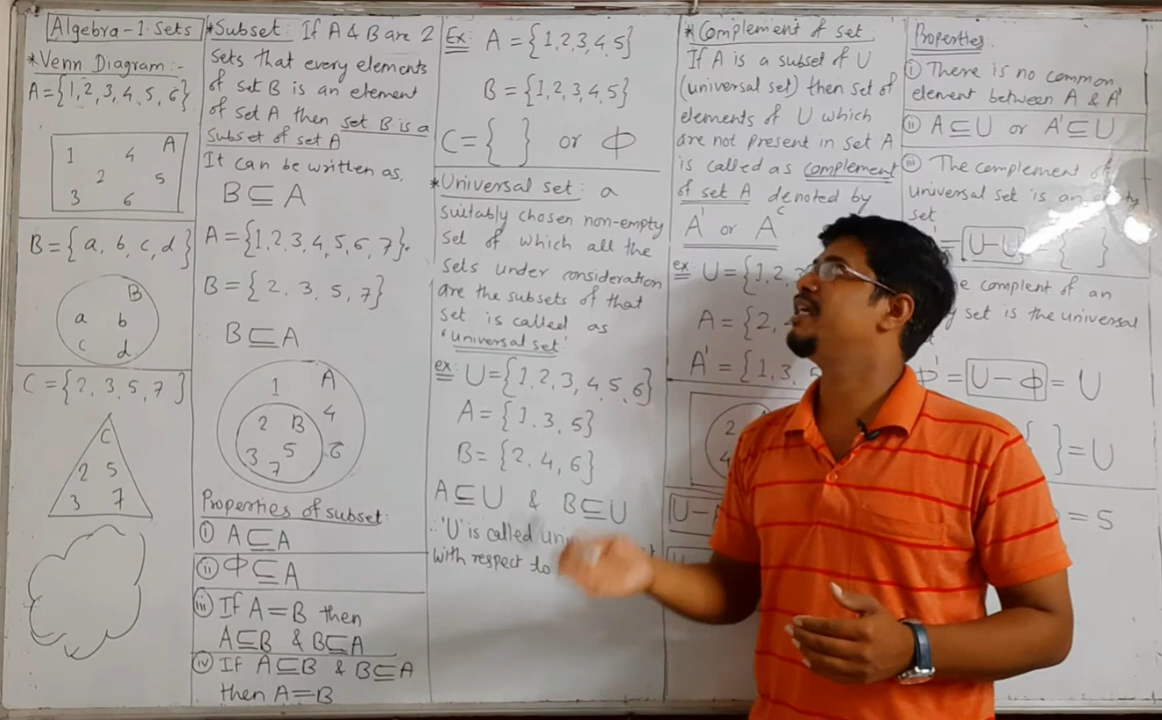 Algebra-1. Sets
*Venn Diagram:-
A={1,2,3,4,5,6}
1 4 A
2 5
3 6
B={a, b, c, d}
B
a b
c d
C={2,3,5,7}
C
2 5
3 7
*Subset: If A & B are 2
sets that every elements
of set B is an element
of set A then set B is a
subset of set A
It can be written as,
B⊆A
A={1,2,3,4,5,6,7}.
B={2,3,5,7}
B⊆A
1 A
2 B 4
3 5 6
7
Properties of subset:
i) A⊆A
ii) Φ⊆A
iii) If A=B then
A⊆B & B⊆A
iv) If A⊆B & B⊆A
then A=B
Ex: A={1,2,3,4,5}
B={1,2,3,4,5}
C={ } or Φ
*Universal set: a
suitably chosen non-empty
set of which all the
sets under consideration
are the subsets of that
set is called as
'universal set'
ex: U={1,2,3,4,5,6}
A={1,3,5}
B={2,4,6}
A⊆U & B⊆U
∴ 'U' is called
with respect to
*Complement of set
If A is a subset of U
(universal set) then set of
elements of U which
are not present in set A
is called as complement
of set A denoted by
A' or Aᶜ
ex U={1,2,
A={2,
A'={1,3,
2
U-
Properties:
i) There is no common
element between A & A'
ii) A⊆U or A'⊆U
iii) The complement of
universal set is an
set
= U-U { }
complent of an
set is the universal
= U-Φ = U
{ }=U
=5